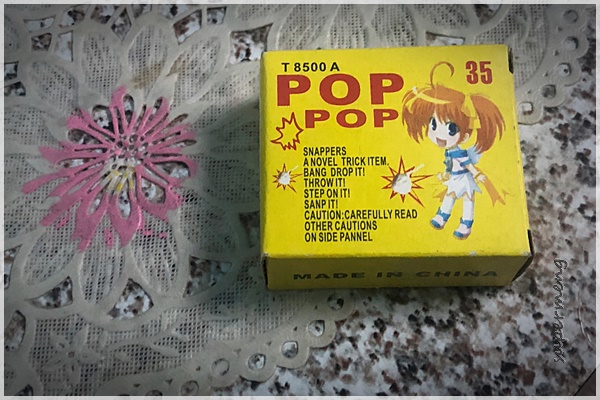 T 8500 A
35
POP
POP
SNAPPERS
A NOVEL TRICK ITEM.
BANG DROP IT!
THROW IT!
STEP ON IT!
SANP IT!
CAUTION:CAREFULLY READ
OTHER CAUTIONS
ON SIDE PANNEL
MADE IN CHINA